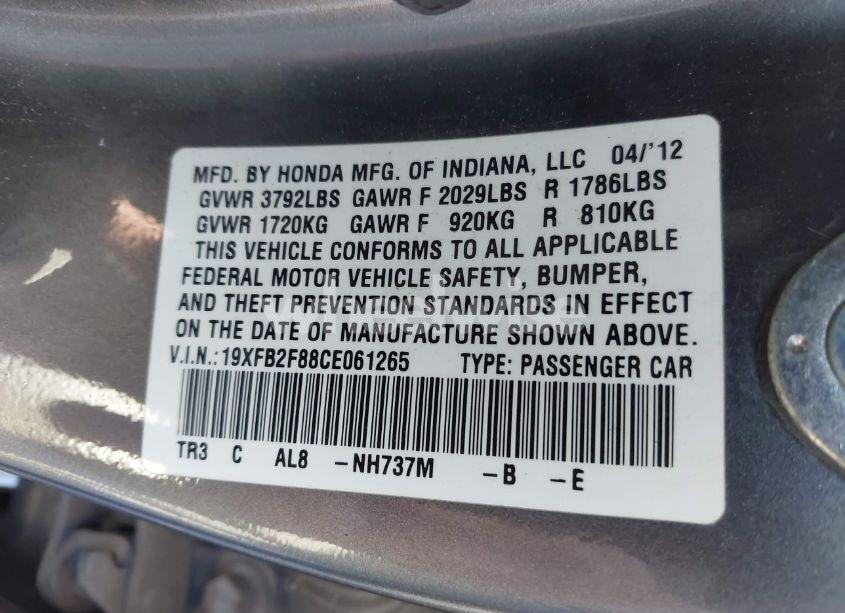 MFD. BY HONDA MFG. OF INDIANA, LLC 04/'12
GVWR 3792LBS GAWR F 2029LBS R 1786LBS
GVWR 1720KG GAWR F 920KG R 810KG
THIS VEHICLE CONFORMS TO ALL APPLICABLE
FEDERAL MOTOR VEHICLE SAFETY, BUMPER,
AND THEFT PREVENTION STANDARDS IN EFFECT
ON THE DATE OF MANUFACTURE SHOWN ABOVE.
V.I.N.:19XFB2F88CE061265 TYPE: PASSENGER CAR
TR3 C AL8 -NH737M -B -E